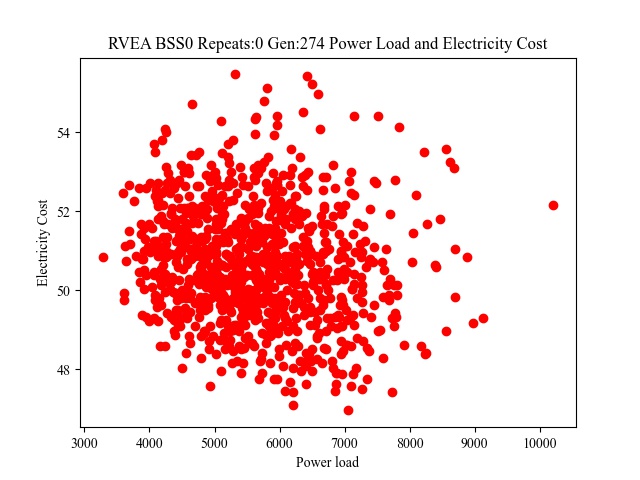 RVEA BSS0 Repeats:0 Gen:274 Power Load and Electricity Cost
54
52
50
48
Electricity Cost
3000 4000 5000 6000 7000 8000 9000 10000
Power load